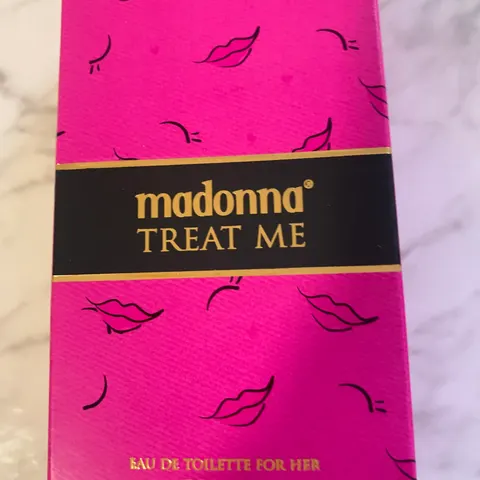 madonna®
TREAT ME
EAU DE TOILETTE FOR HER